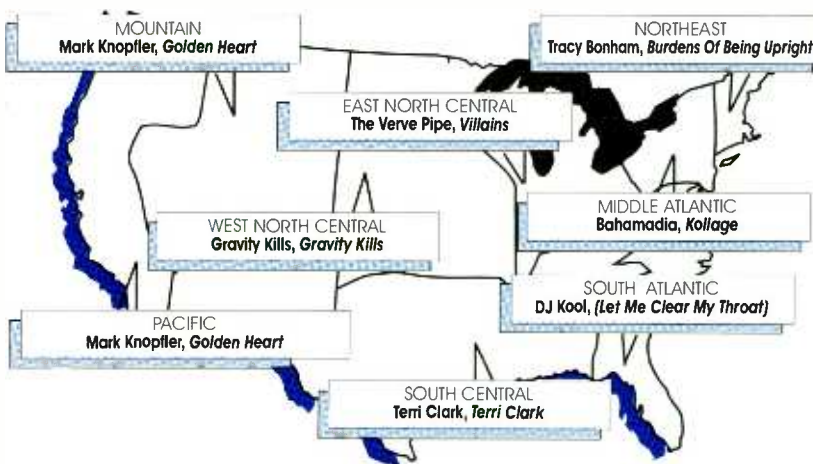 MOUNTAIN
Mark Knopfler, Golden Heart
NORTHEAST
Tracy Bonham, Burdens Of Being Upright
EAST NORTH CENTRAL
The Verve Pipe, Villains
MIDDLE ATLANTIC
Bahamadia, Kollage
WEST NORTH CENTRAL
Gravity Kills, Gravity Kills
SOUTH ATLANTIC
DJ Kool, (Let Me Clear My Throat)
PACIFIC
Mark Knopfler, Golden Heart
SOUTH CENTRAL
Terri Clark, Terri Clark